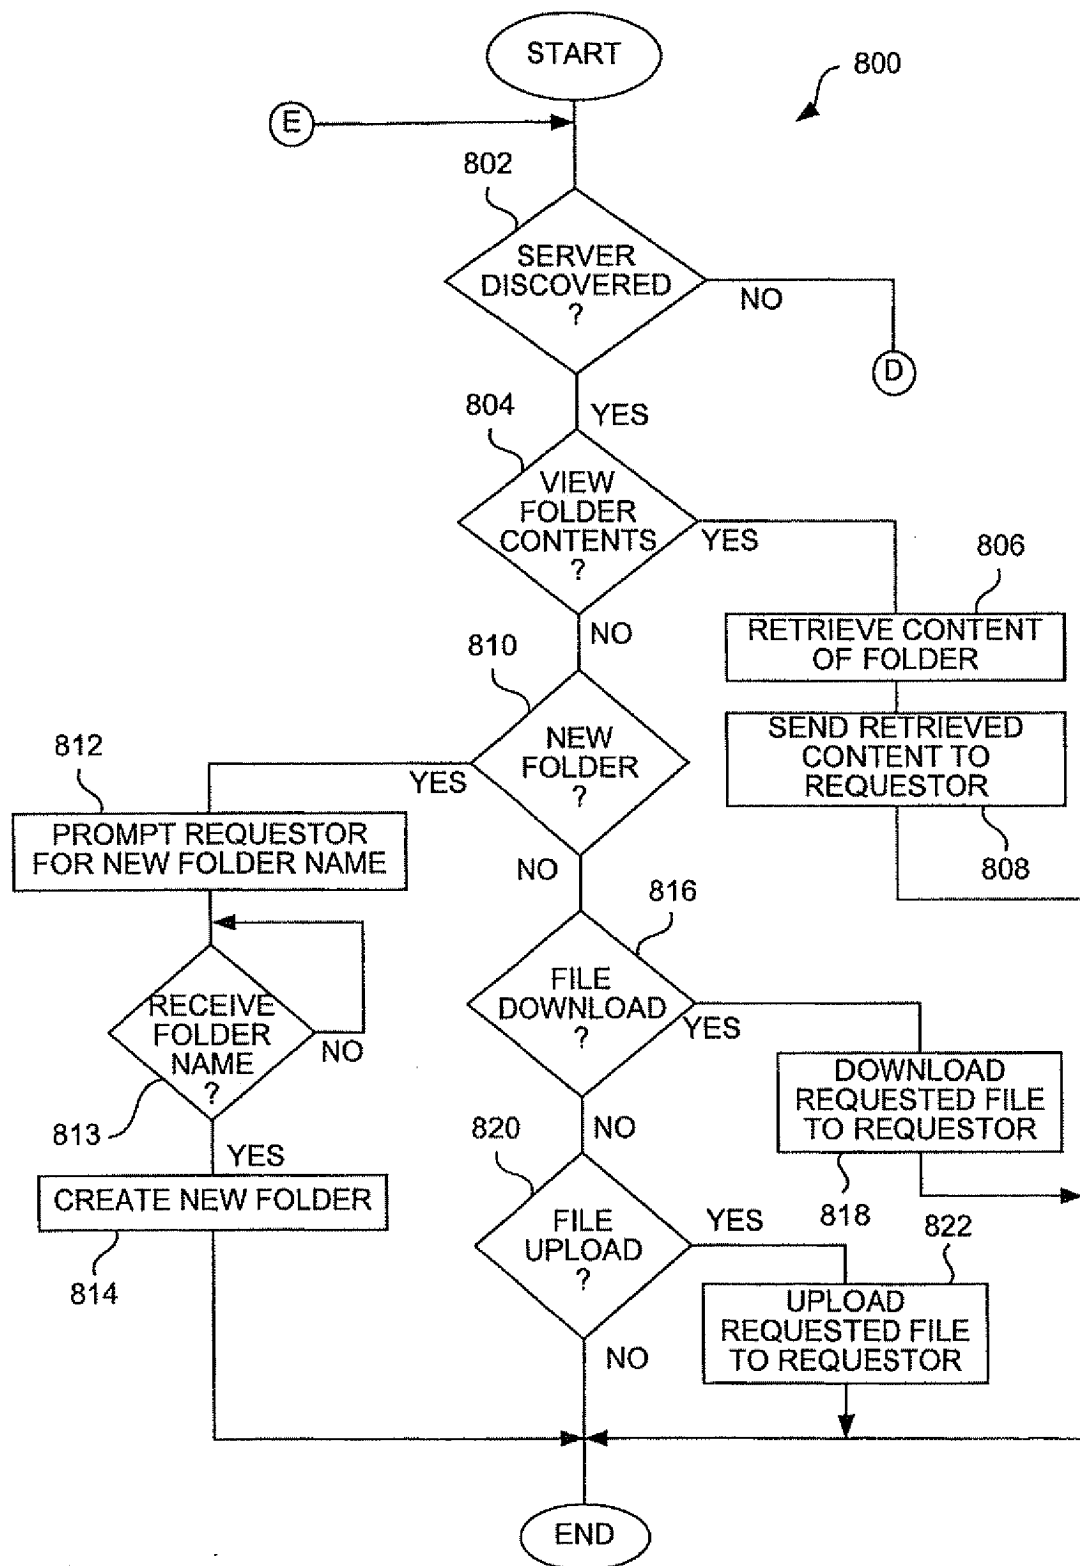 START
800
E
802
SERVER
DISCOVERED
?
NO
D
YES
804
VIEW
FOLDER
CONTENTS
?
YES
806
RETRIEVE CONTENT
OF FOLDER
NO
810
NEW
FOLDER
?
YES
SEND RETRIEVED
CONTENT TO
REQUESTOR
808
812
PROMPT REQUESTOR
FOR NEW FOLDER NAME
NO
816
FILE
DOWNLOAD
?
YES
RECEIVE
FOLDER
NAME
?
NO
813
YES
DOWNLOAD
REQUESTED FILE
TO REQUESTOR
818
NO
820
CREATE NEW FOLDER
814
FILE
UPLOAD
?
YES
822
UPLOAD
REQUESTED FILE
TO REQUESTOR
NO
END